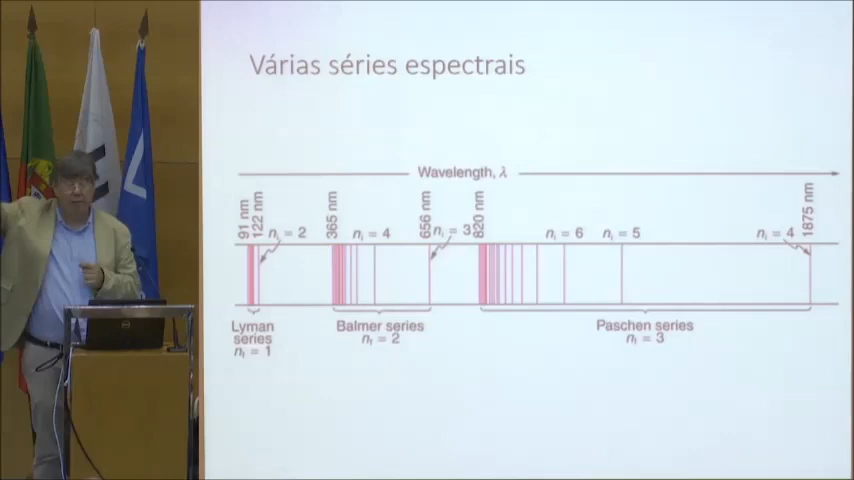 Várias séries espectrais
Wavelength, λ
91 nm
122 nm
365 nm
656 nm
820 nm
1875 nm
nᵢ = 2
nᵢ = 4
nᵢ = 3
nᵢ = 6
nᵢ = 5
nᵢ = 4
Lyman
series
n_f = 1
Balmer series
n_f = 2
Paschen series
n_f = 3